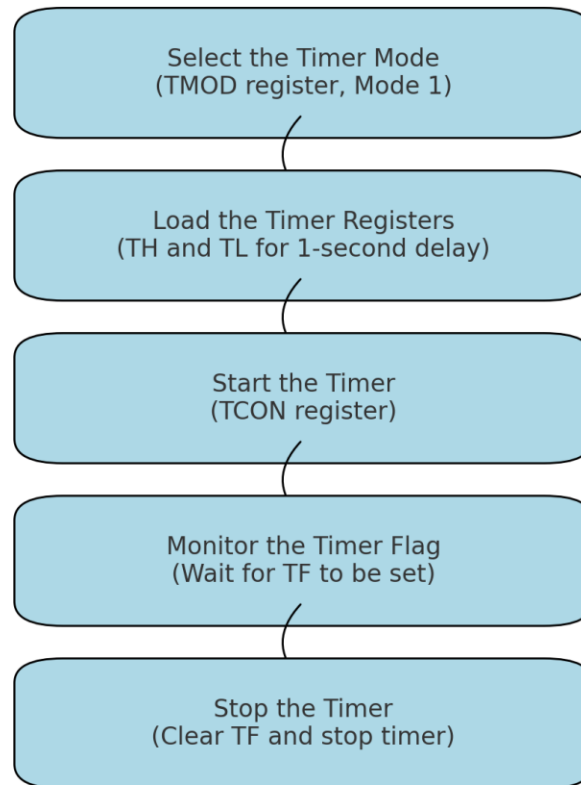 Select the Timer Mode
(TMOD register, Mode 1)
Load the Timer Registers
(TH and TL for 1-second delay)
Start the Timer
(TCON register)
Monitor the Timer Flag
(Wait for TF to be set)
Stop the Timer
(Clear TF and stop timer)